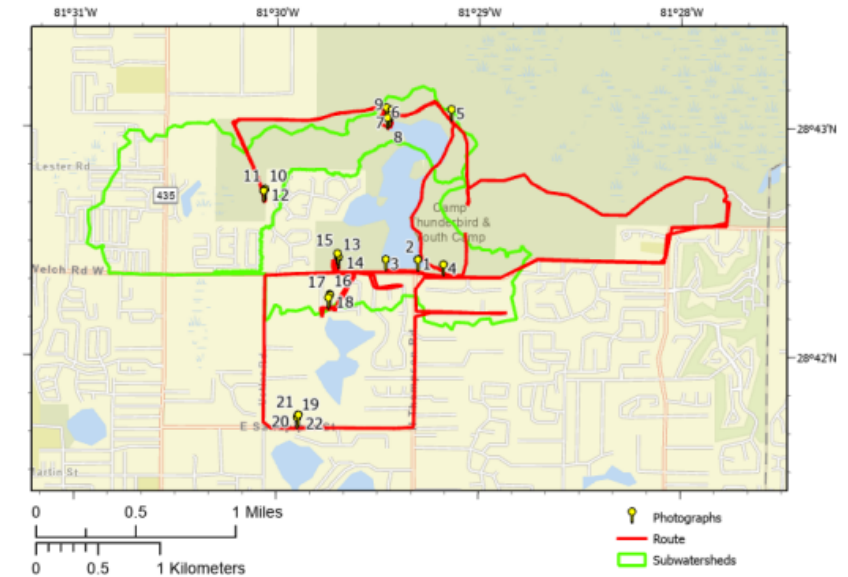 81°31'W 81°30'W 81°29'W 81°28'W
9 6 5
7
28°43'N
8
Lester Rd
11 10
435
12
Camp
hunderbird &
outh Camp
15 13
2
14 3 1 4
Welch Rd W
17 16
18
28°42'N
21 19
20 22
E S
artin St
0 0.5 1 Miles
0 0.5 1 Kilometers
Photographs
Route
Subwatersheds